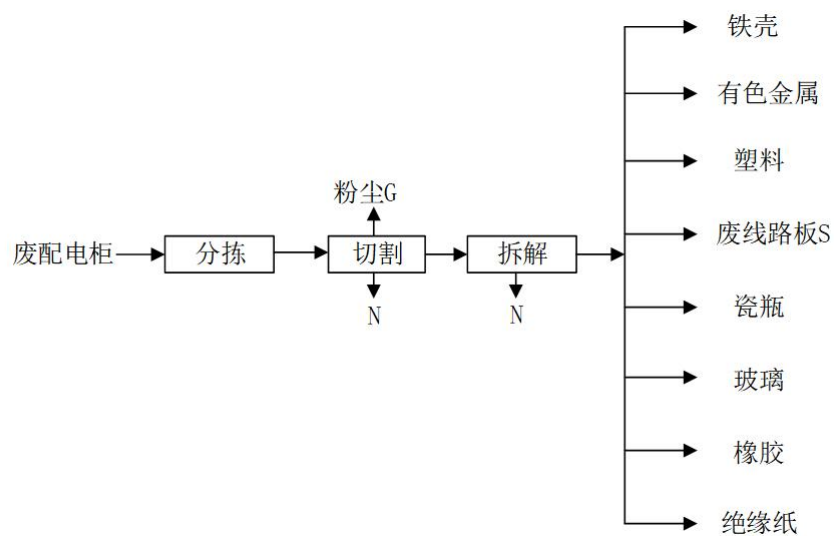 铁壳
有色金属
塑料
粉尘G
废线路板S
废配电柜
分拣
切割
拆解
N
N
瓷瓶
玻璃
橡胶
绝缘纸